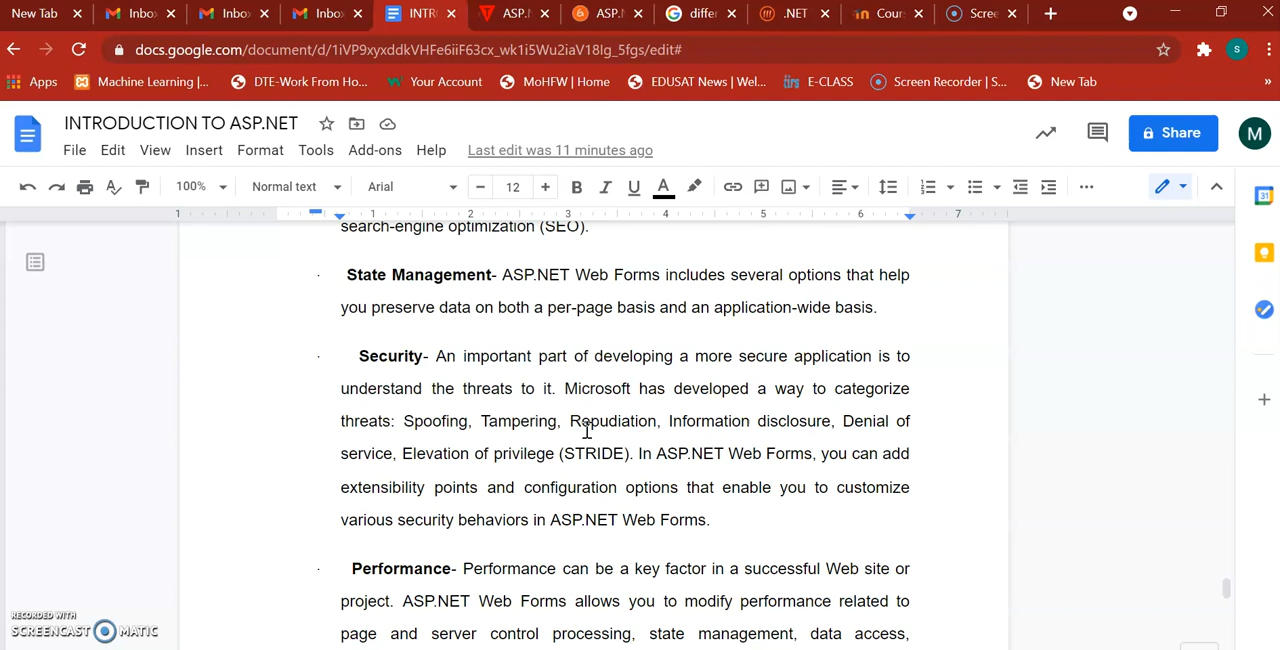 New Tab Inbo Inbo Inbo INTR ASP.N ASP.N differ .NET Cour Scree
docs.google.com/document/d/1iVP9xyxddkVHFe6iiF63cx_wk1i5Wu2iaV18Ig_5fgs/edit#
Apps Machine Learning |... DTE-Work From Ho... Your Account MoHFW | Home EDUSAT News | Wel... E-CLASS Screen Recorder | S... New Tab »
INTRODUCTION TO ASP.NET
File Edit View Insert Format Tools Add-ons Help Last edit was 11 minutes ago
Share M
100% Normal text Arial 12 B I U A
1 1 2 3 4 5 6 7
search-engine optimization (SEO).
· State Management- ASP.NET Web Forms includes several options that help
you preserve data on both a per-page basis and an application-wide basis.
· Security- An important part of developing a more secure application is to
understand the threats to it. Microsoft has developed a way to categorize
threats: Spoofing, Tampering, Repudiation, Information disclosure, Denial of
service, Elevation of privilege (STRIDE). In ASP.NET Web Forms, you can add
extensibility points and configuration options that enable you to customize
various security behaviors in ASP.NET Web Forms.
· Performance- Performance can be a key factor in a successful Web site or
project. ASP.NET Web Forms allows you to modify performance related to
page and server control processing, state management, data access,
RECORDED WITH
SCREENCAST MATIC